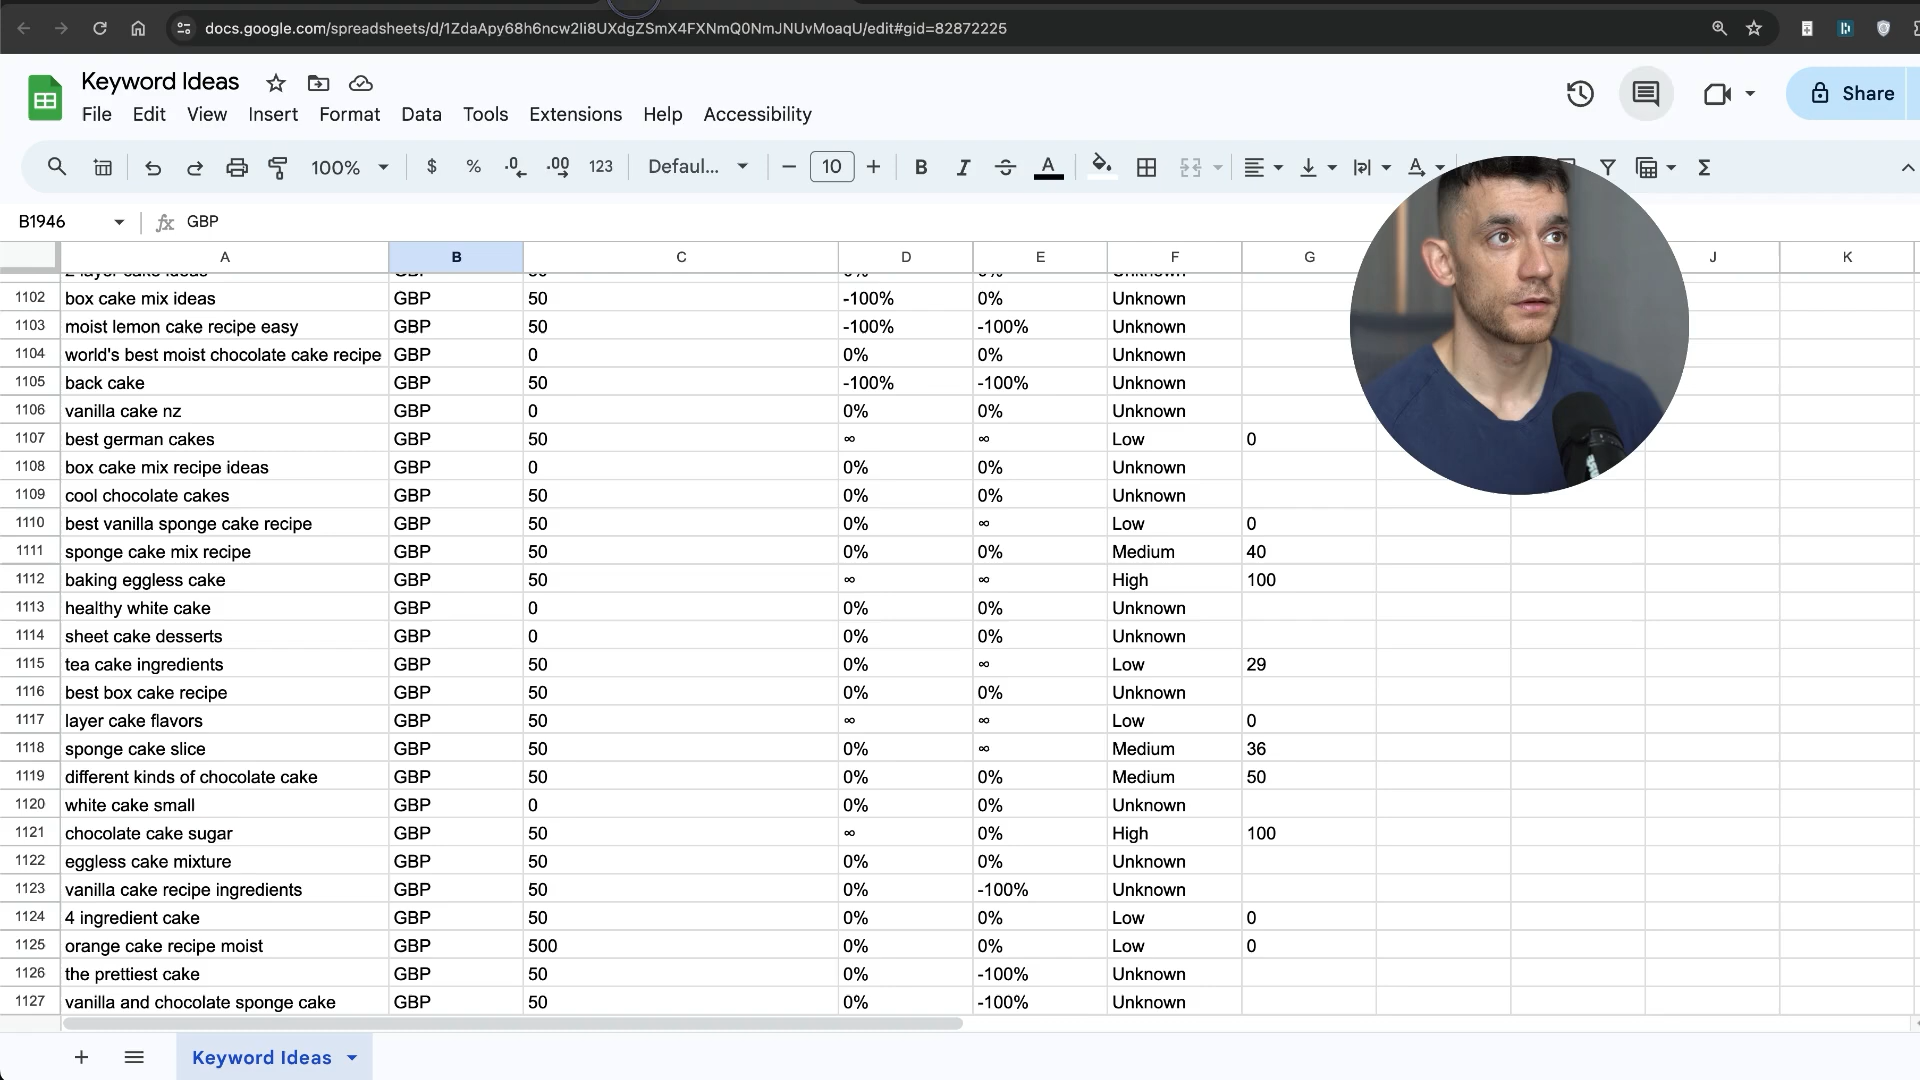 docs.google.com/spreadsheets/d/1ZdaApy68h6ncw2Ii8UXdgZSmX4FXNmQ0NmJNUvMoaqU/edit#gid=82872225
Keyword Ideas
File Edit View Insert Format Data Tools Extensions Help Accessibility
Share
100% $ % .0 .00 123 Defaul... 10 B I A
B1946 fx GBP
A B C D E F G J K
1102 box cake mix ideas GBP 50 -100% 0% Unknown
1103 moist lemon cake recipe easy GBP 50 -100% -100% Unknown
1104 world's best moist chocolate cake recipe GBP 0 0% 0% Unknown
1105 back cake GBP 50 -100% -100% Unknown
1106 vanilla cake nz GBP 0 0% 0% Unknown
1107 best german cakes GBP 50 ∞ ∞ Low 0
1108 box cake mix recipe ideas GBP 0 0% 0% Unknown
1109 cool chocolate cakes GBP 50 0% 0% Unknown
1110 best vanilla sponge cake recipe GBP 50 0% ∞ Low 0
1111 sponge cake mix recipe GBP 50 0% 0% Medium 40
1112 baking eggless cake GBP 50 ∞ ∞ High 100
1113 healthy white cake GBP 0 0% 0% Unknown
1114 sheet cake desserts GBP 0 0% 0% Unknown
1115 tea cake ingredients GBP 50 0% ∞ Low 29
1116 best box cake recipe GBP 50 0% 0% Unknown
1117 layer cake flavors GBP 50 ∞ ∞ Low 0
1118 sponge cake slice GBP 50 0% ∞ Medium 36
1119 different kinds of chocolate cake GBP 50 0% 0% Medium 50
1120 white cake small GBP 0 0% 0% Unknown
1121 chocolate cake sugar GBP 50 ∞ 0% High 100
1122 eggless cake mixture GBP 50 0% 0% Unknown
1123 vanilla cake recipe ingredients GBP 50 0% -100% Unknown
1124 4 ingredient cake GBP 50 0% 0% Low 0
1125 orange cake recipe moist GBP 500 0% 0% Low 0
1126 the prettiest cake GBP 50 0% -100% Unknown
1127 vanilla and chocolate sponge cake GBP 50 0% -100% Unknown
Keyword Ideas